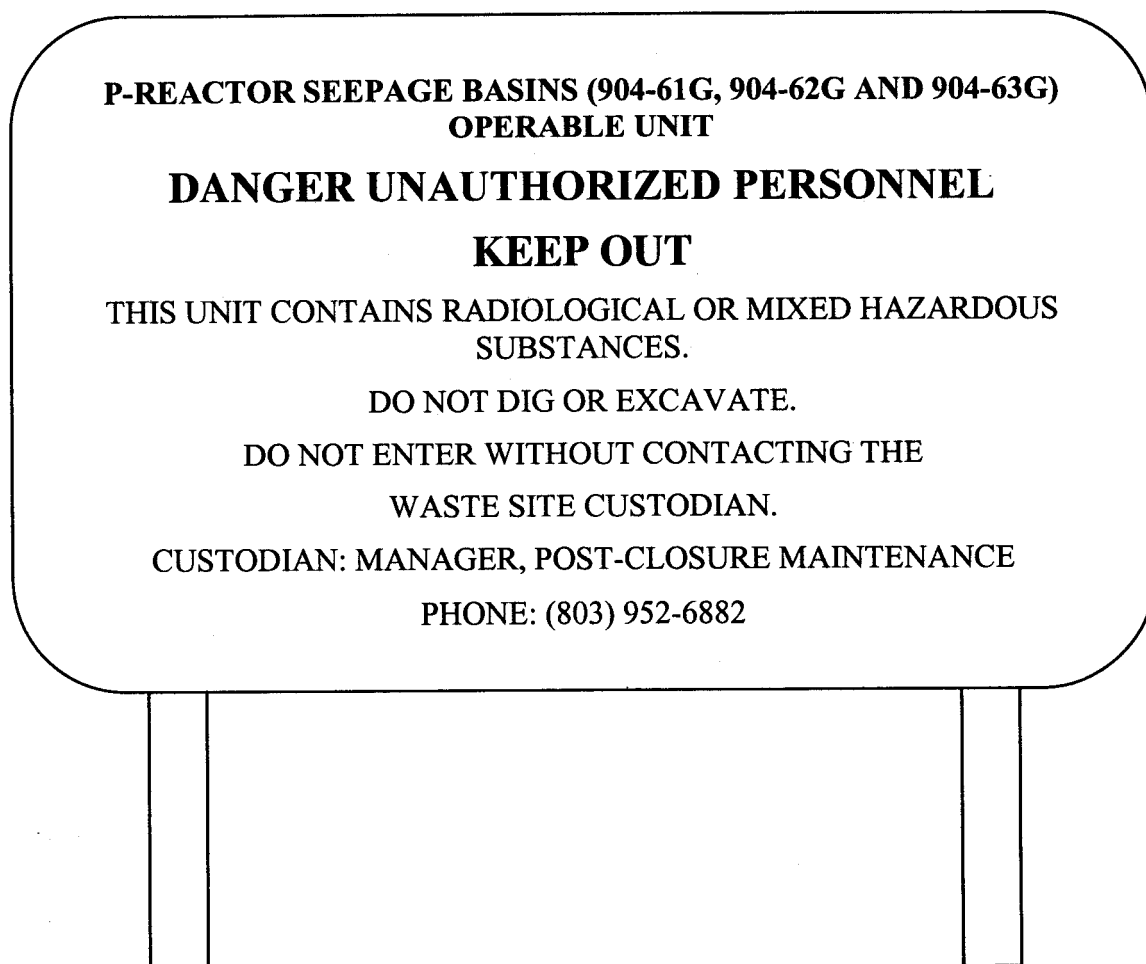 P-REACTOR SEEPAGE BASINS (904-61G, 904-62G AND 904-63G)
OPERABLE UNIT
DANGER UNAUTHORIZED PERSONNEL
KEEP OUT
THIS UNIT CONTAINS RADIOLOGICAL OR MIXED HAZARDOUS
SUBSTANCES.
DO NOT DIG OR EXCAVATE.
DO NOT ENTER WITHOUT CONTACTING THE
WASTE SITE CUSTODIAN.
CUSTODIAN: MANAGER, POST-CLOSURE MAINTENANCE
PHONE: (803) 952-6882